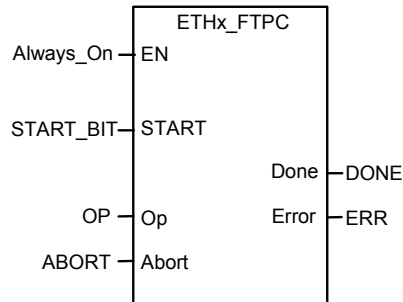 ETHx_FTPC
Always_On EN
START_BIT START
Done DONE
OP Op Error ERR
ABORT Abort